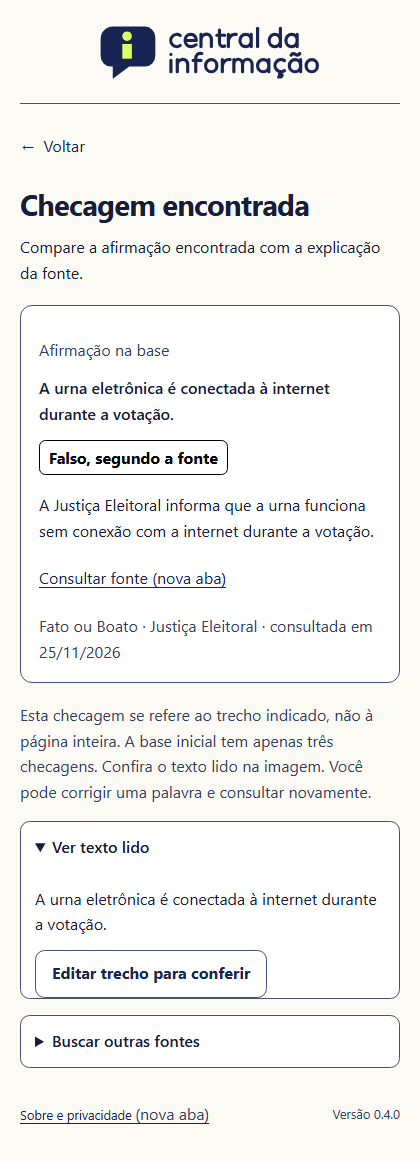 central da
informação
← Voltar
Checagem encontrada
Compare a afirmação encontrada com a explicação
da fonte.
Afirmação na base
A urna eletrônica é conectada à internet
durante a votação.
Falso, segundo a fonte
A Justiça Eleitoral informa que a urna funciona
sem conexão com a internet durante a votação.
Consultar fonte (nova aba)
Fato ou Boato · Justiça Eleitoral · consultada em
25/11/2026
Esta checagem se refere ao trecho indicado, não à
página inteira. A base inicial tem apenas três
checagens. Confira o texto lido na imagem. Você
pode corrigir uma palavra e consultar novamente.
▼ Ver texto lido
A urna eletrônica é conectada à internet durante
a votação.
Editar trecho para conferir
▶ Buscar outras fontes
Sobre e privacidade (nova aba) Versão 0.4.0